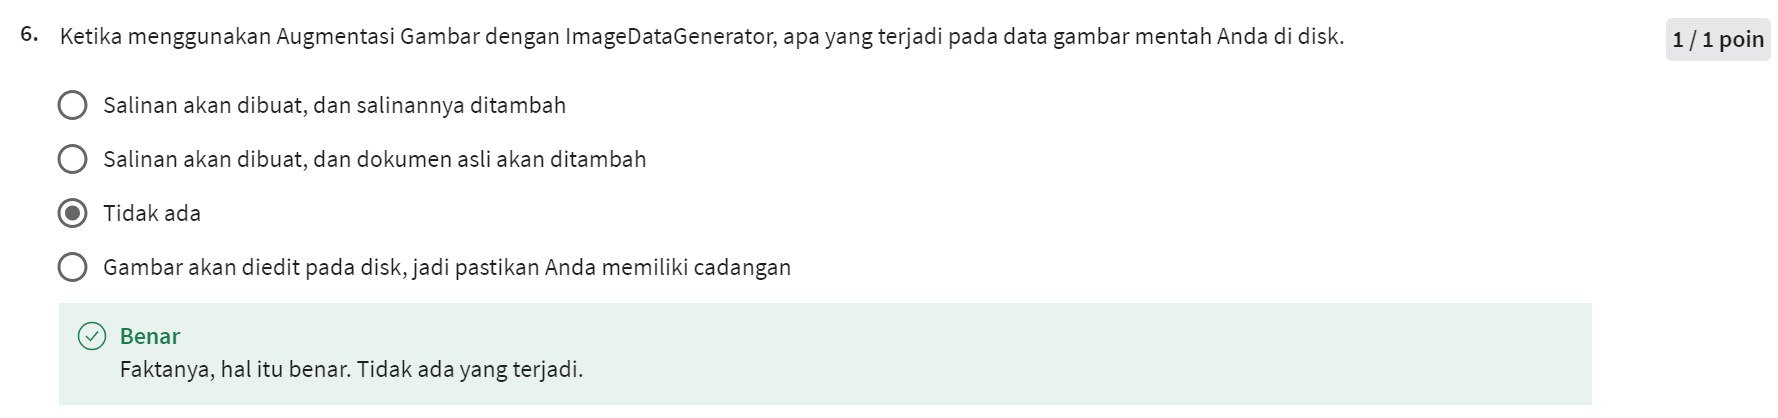 6. Ketika menggunakan Augmentasi Gambar dengan ImageDataGenerator, apa yang terjadi pada data gambar mentah Anda di disk.
1 / 1 poin
Salinan akan dibuat, dan salinannya ditambah
Salinan akan dibuat, dan dokumen asli akan ditambah
Tidak ada
Gambar akan diedit pada disk, jadi pastikan Anda memiliki cadangan
Benar
Faktanya, hal itu benar. Tidak ada yang terjadi.